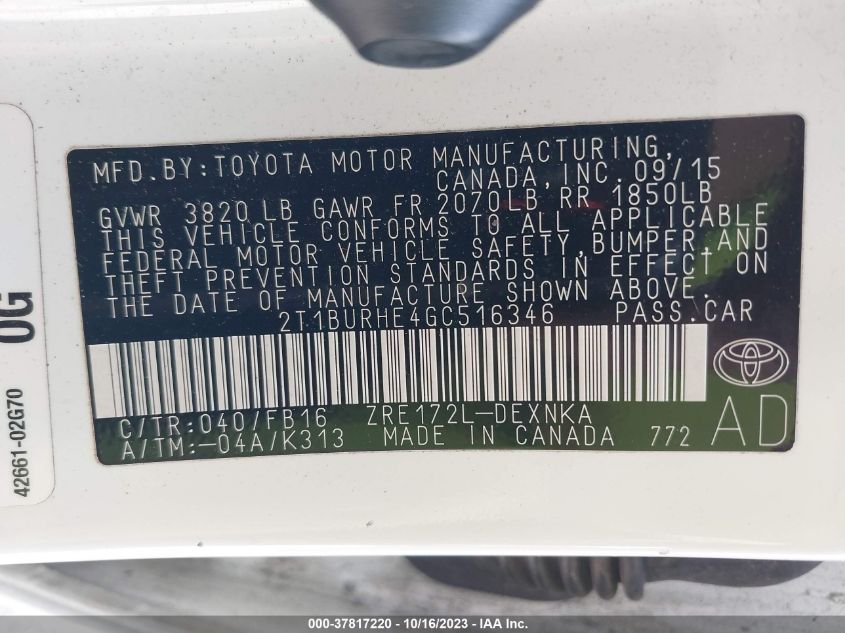 MFD.BY:TOYOTA MOTOR MANUFACTURING,
CANADA,INC.09/15
GVWR 3820 LB GAWR FR 2070LB RR 1850LB
THIS VEHICLE CONFORMS TO ALL APPLICABLE
FEDERAL MOTOR VEHICLE SAFETY,BUMPER AND
THEFT PREVENTION STANDARDS IN EFFECT ON
THE DATE OF MANUFACTURE SHOWN ABOVE.
2T1BURHE4GC516346 PASS.CAR
C/TR:040/FB16 ZRE172L-DEXNKA
A/TM:-04A/K313 MADE IN CANADA 772
AD
0G
42661-02G70
000-37817220 - 10/16/2023 - IAA Inc.